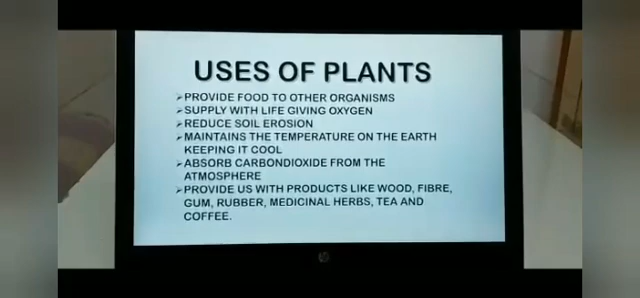 USES OF PLANTS
➢PROVIDE FOOD TO OTHER ORGANISMS
➢SUPPLY WITH LIFE GIVING OXYGEN
➢REDUCE SOIL EROSION
➢MAINTAINS THE TEMPERATURE ON THE EARTH
KEEPING IT COOL
➢ABSORB CARBONDIOXIDE FROM THE
ATMOSPHERE
➢PROVIDE US WITH PRODUCTS LIKE WOOD, FIBRE,
GUM, RUBBER, MEDICINAL HERBS, TEA AND
COFFEE.
hp